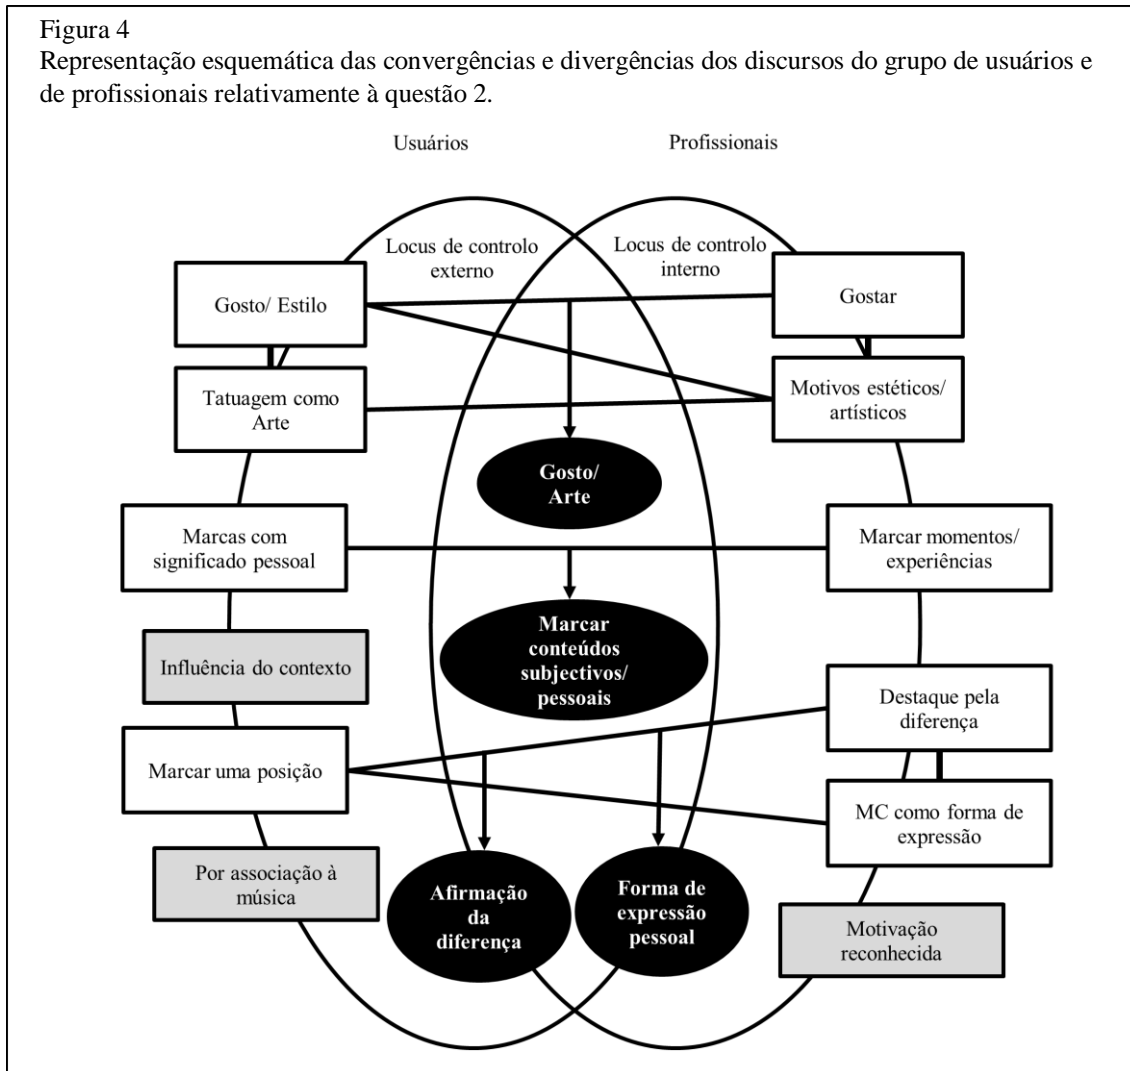 Figura 4
Representação esquemática das convergências e divergências dos discursos do grupo de usuários e
de profissionais relativamente à questão 2.
Usuários
Profissionais
Locus de controlo
externo
Locus de controlo
interno
Gosto/ Estilo
Gostar
Tatuagem como
Arte
Motivos estéticos/
artísticos
Gosto/
Arte
Marcas com
significado pessoal
Marcar momentos/
experiências
Marcar
conteúdos
subjectivos/
pessoais
Influência do contexto
Destaque pela
diferença
Marcar uma posição
MC como forma de
expressão
Por associação à
música
Afirmação
da
diferença
Forma de
expressão
pessoal
Motivação
reconhecida